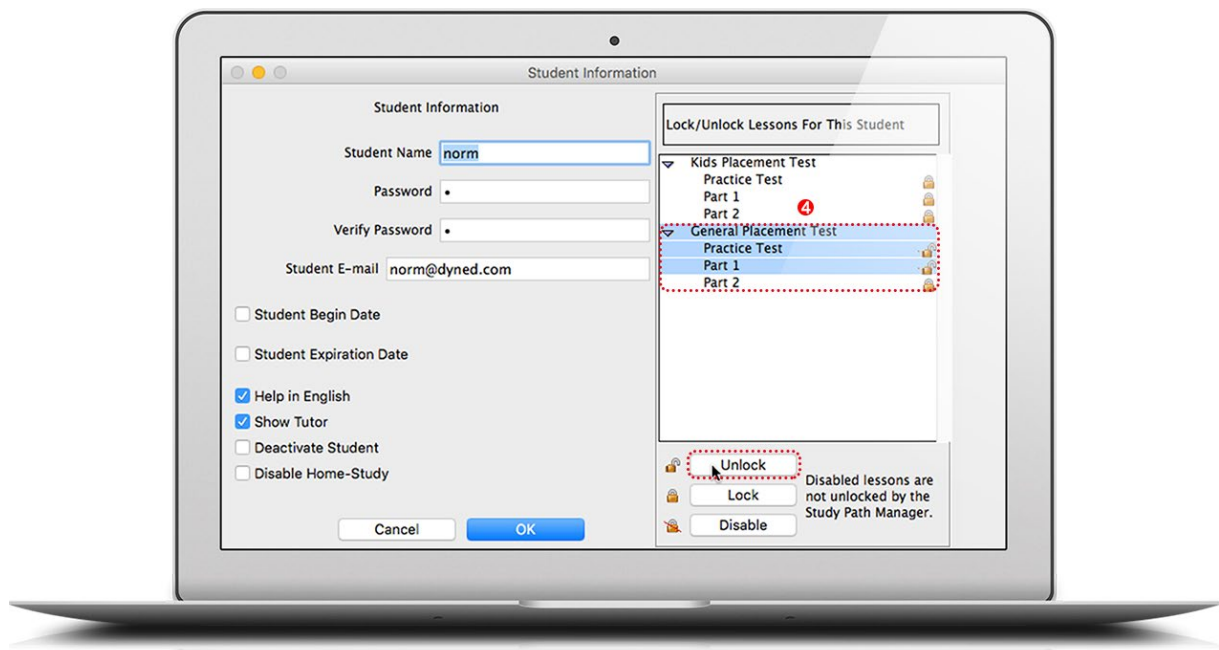 Student Information
Student Information
Student Name norm
Password •
Verify Password •
Student E-mail norm@dyned.com
Student Begin Date
Student Expiration Date
Help in English
Show Tutor
Deactivate Student
Disable Home-Study
Cancel OK
Lock/Unlock Lessons For This Student
Kids Placement Test
Practice Test
Part 1
Part 2
4
General Placement Test
Practice Test
Part 1
Part 2
Unlock
Lock
Disable
Disabled lessons are
not unlocked by the
Study Path Manager.